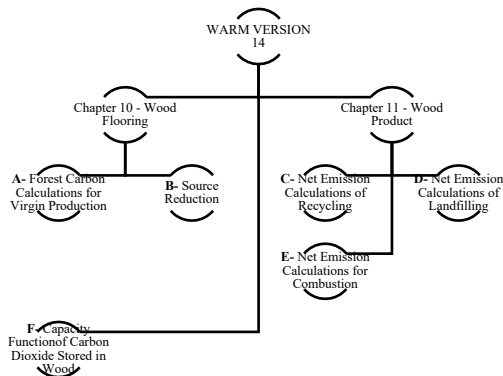 WARM VERSION
14
Chapter 10 - Wood
Flooring
Chapter 11 - Wood
Product
A- Forest Carbon
Calculations for
Virgin Production
B- Source
Reduction
C- Net Emission
Calculations of
Recycling
D- Net Emission
Calculations of
Landfilling
E- Net Emission
Calculations for
Combustion
F- Capacity
Functionof Carbon
Dioxide Stored in
Wood